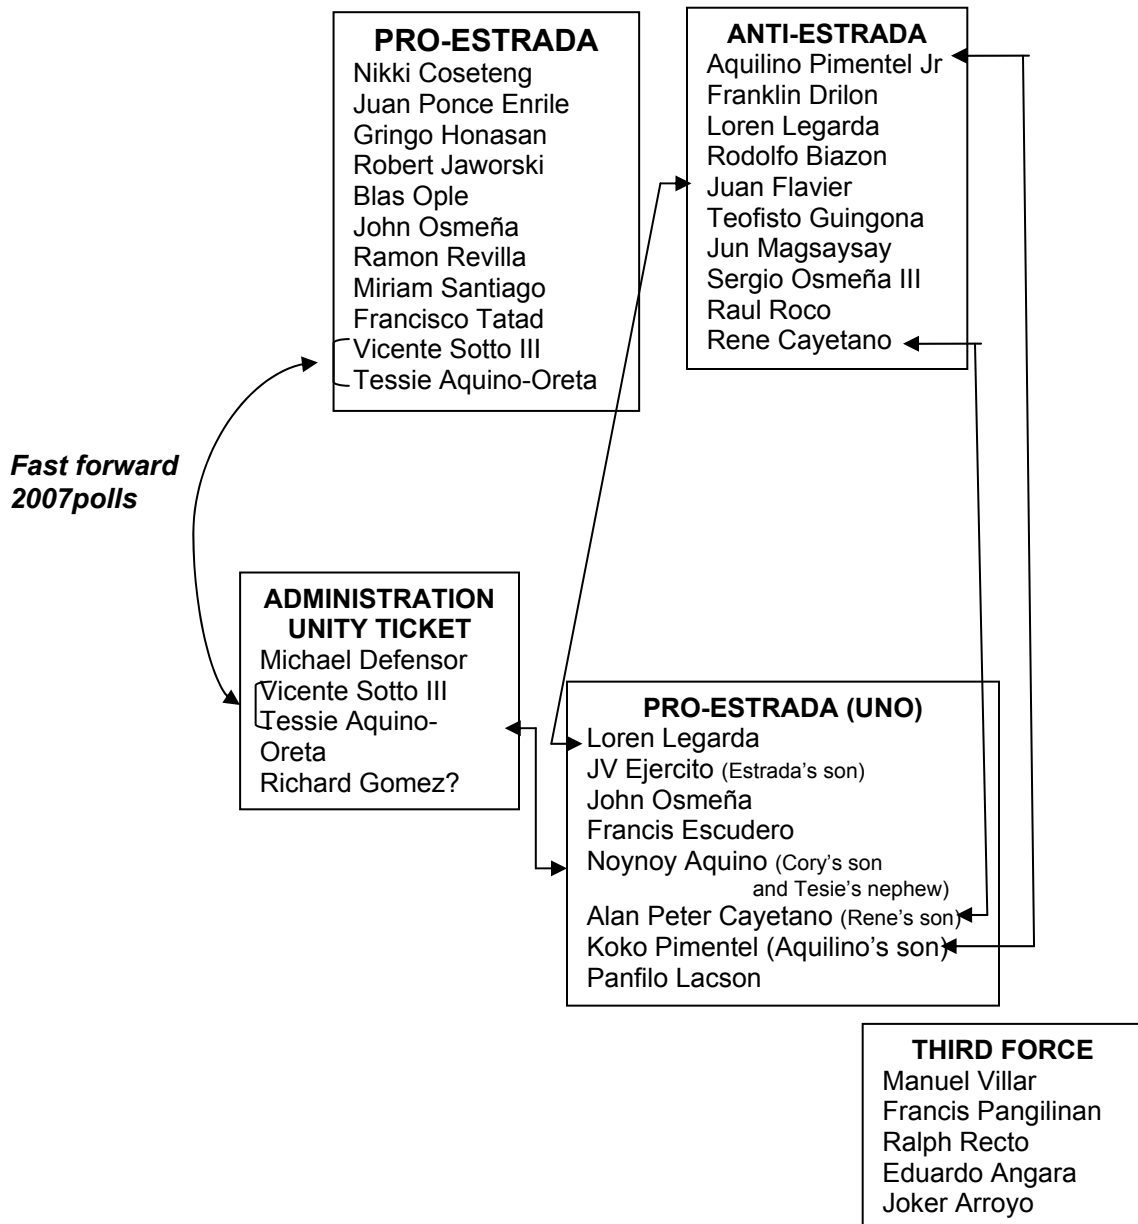 PRO-ESTRADA
Nikki Coseteng
Juan Ponce Enrile
Gringo Honasan
Robert Jaworski
Blas Ople
John Osmeña
Ramon Revilla
Miriam Santiago
Francisco Tatad
Vicente Sotto III
Tessie Aquino-Oreta
ANTI-ESTRADA
Aquilino Pimentel Jr
Franklin Drilon
Loren Legarda
Rodolfo Biazon
Juan Flavier
Teofisto Guingona
Jun Magsaysay
Sergio Osmeña III
Raul Roco
Rene Cayetano
Fast forward
2007polls
ADMINISTRATION
UNITY TICKET
Michael Defensor
Vicente Sotto III
Tessie Aquino-
Oreta
Richard Gomez?
PRO-ESTRADA (UNO)
Loren Legarda
JV Ejercito (Estrada's son)
John Osmeña
Francis Escudero
Noynoy Aquino (Cory's son
and Tesie's nephew)
Alan Peter Cayetano (Rene's son)
Koko Pimentel (Aquilino's son)
Panfilo Lacson
THIRD FORCE
Manuel Villar
Francis Pangilinan
Ralph Recto
Eduardo Angara
Joker Arroyo